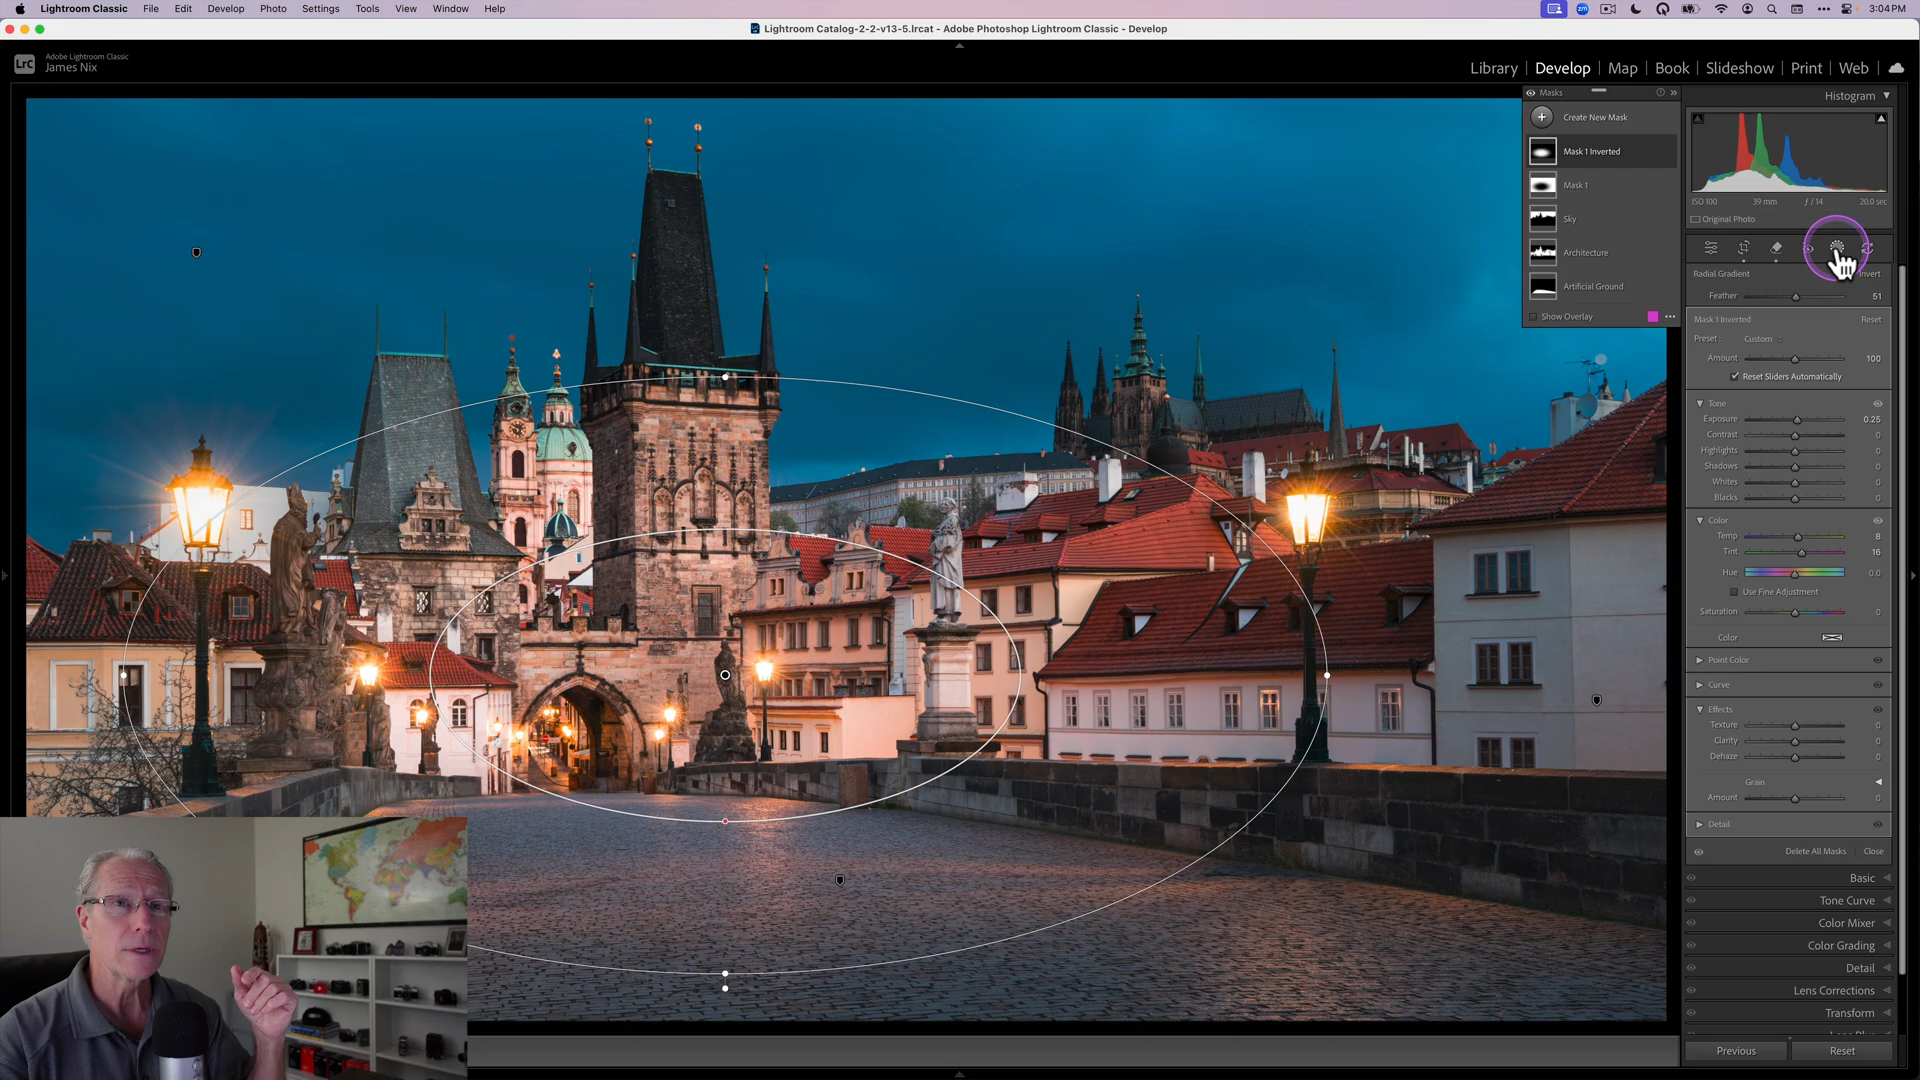 Lightroom Classic File Edit Develop Photo Settings Tools View Window Help
zm
3:04PM
Lightroom Catalog-2-2-v13-5.lrcat - Adobe Photoshop Lightroom Classic - Develop
LrC
Adobe Lightroom Classic
James Nix
Library | Develop | Map | Book | Slideshow | Print | Web
Masks
Create New Mask
Mask 1 Inverted
Mask 1
Sky
Architecture
Artificial Ground
Show Overlay
Histogram
ISO 100 39 mm ƒ / 14 20.0 sec
Original Photo
Radial Gradient Invert
Feather 51
Mask 1 Inverted Reset
Preset : Custom
Amount 100
Reset Sliders Automatically
Tone
Exposure 0.25
Contrast 0
Highlights 0
Shadows 0
Whites 0
Blacks 0
Color
Temp 8
Tint 16
Hue 0.0
Use Fine Adjustment
Saturation 0
Color
Point Color
Curve
Effects
Texture 0
Clarity 0
Dehaze 0
Grain
Amount 0
Detail
Delete All Masks Close
Basic
Tone Curve
Color Mixer
Color Grading
Detail
Lens Corrections
Transform
Lens Blur
Previous Reset